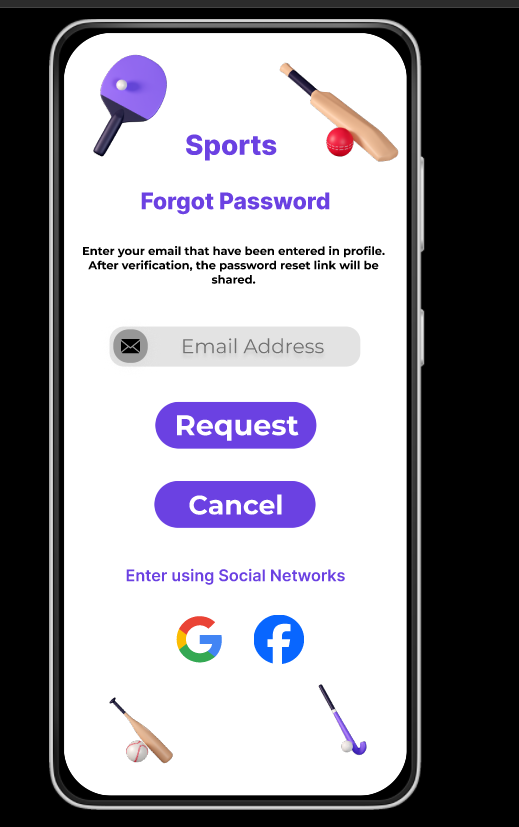 Sports
Forgot Password
Enter your email that have been entered in profile.
After verification, the password reset link will be
shared.
Email Address
Request
Cancel
Enter using Social Networks